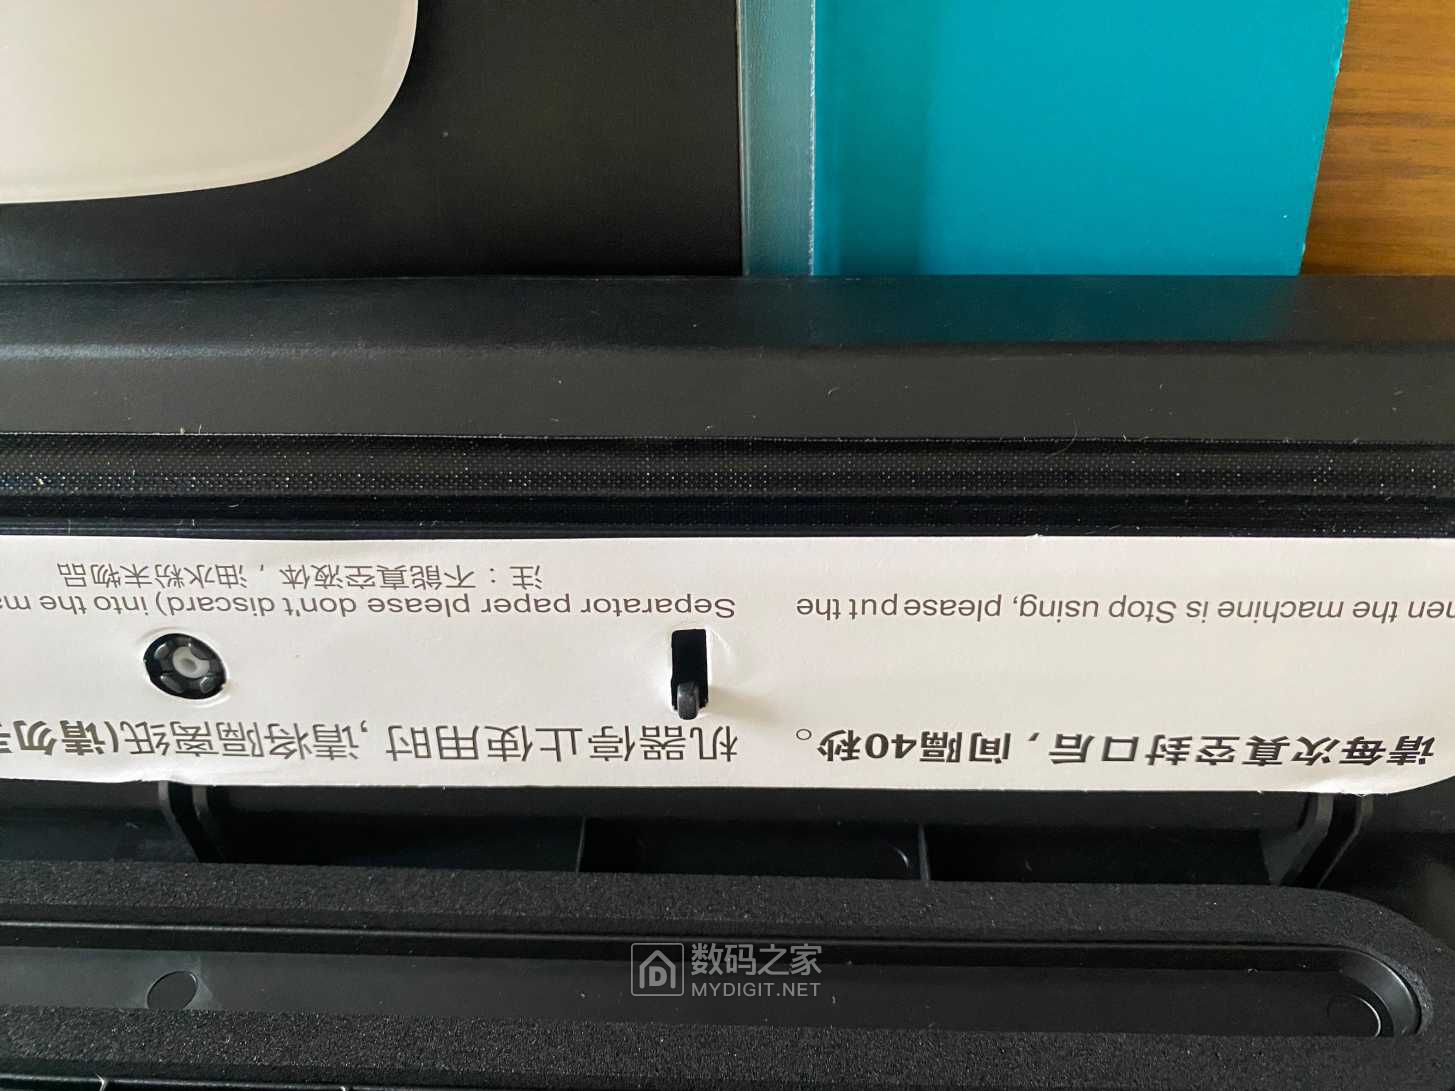 请每次真空封口后，间隔40秒。
机器停止使用时,请将隔离纸(请勿
the machine is Stop using, please put the
Separator paper please don't discard) into the
注：不能真空液体，油水粉末物品
数码之家
MYDIGIT.NET